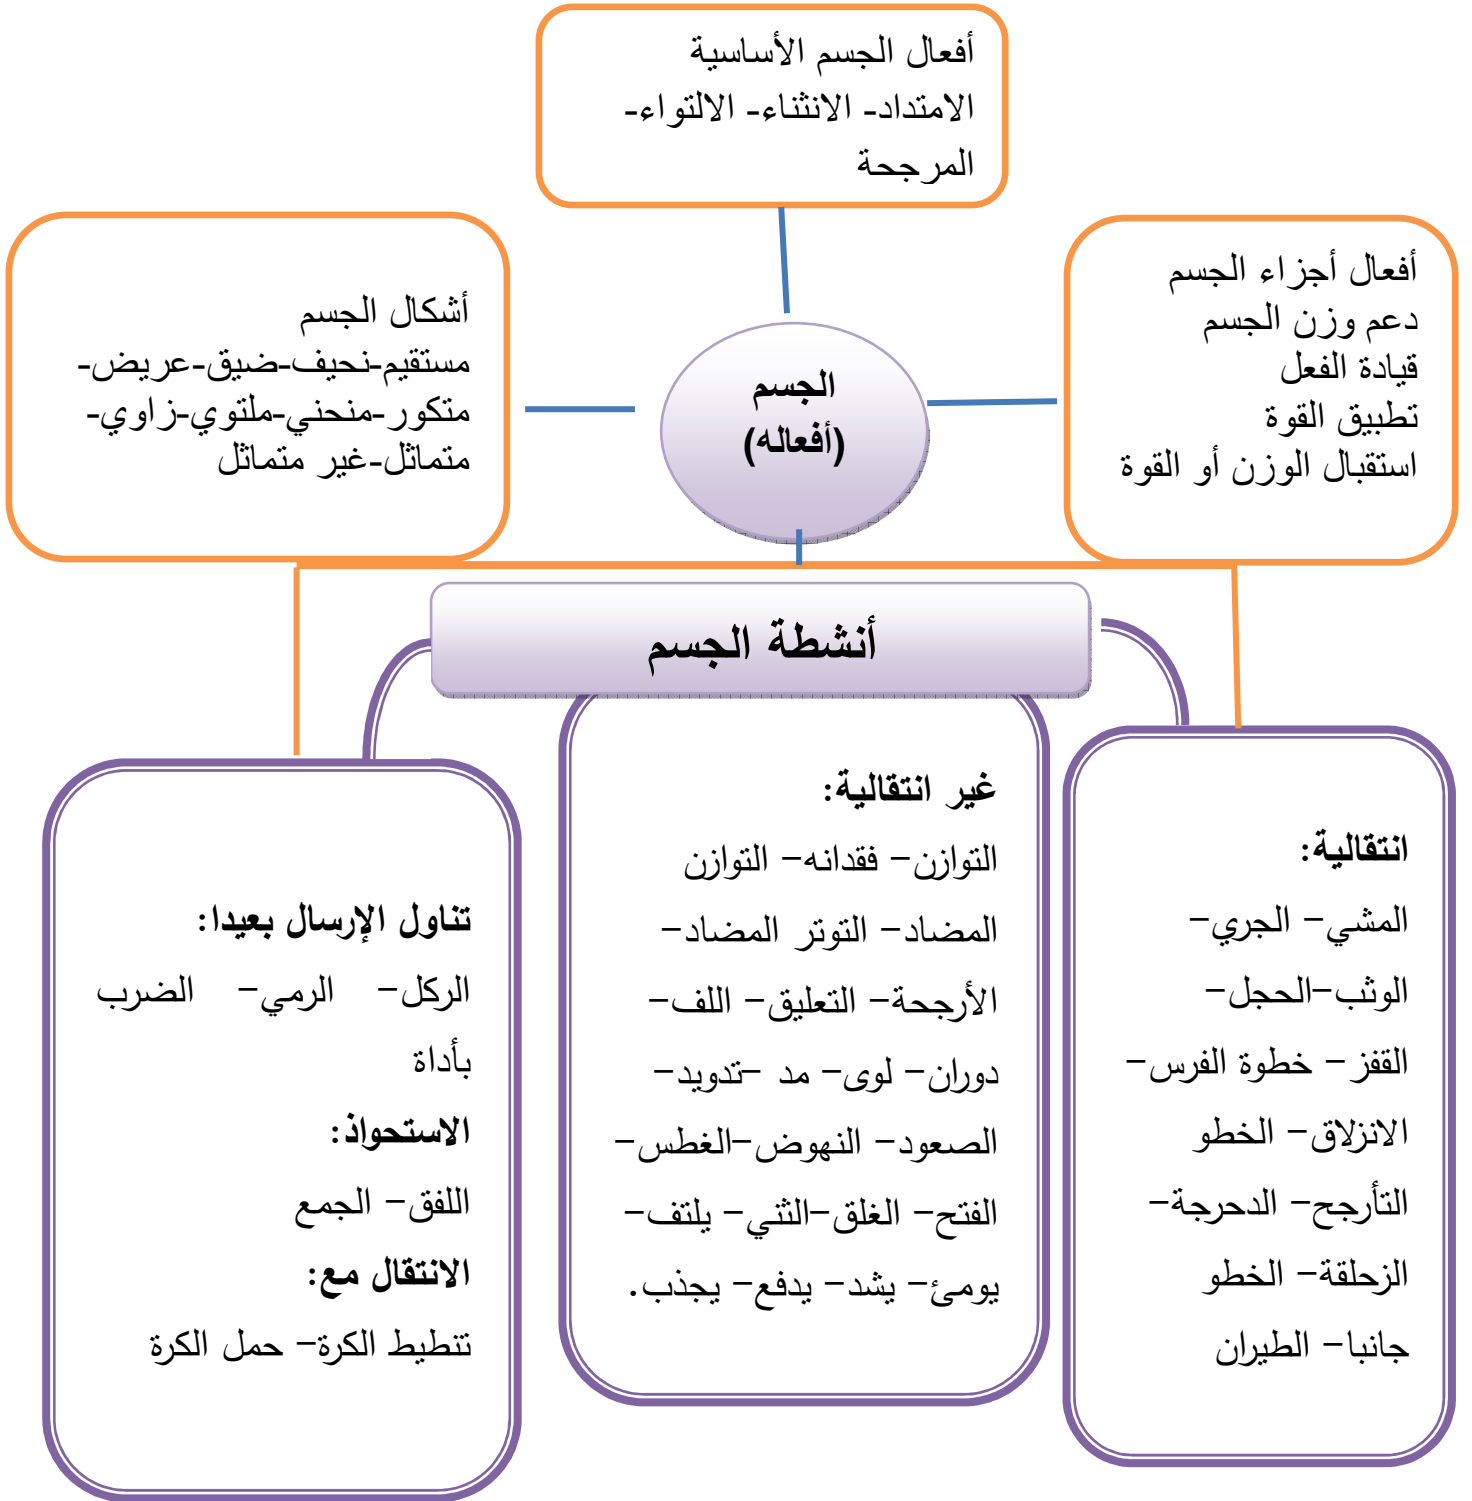 أفعال الجسم الأساسية
الامتداد- الانثناء- الالتواء-
المرجحة
أفعال أجزاء الجسم
دعم وزن الجسم
قيادة الفعل
تطبيق القوة
استقبال الوزن أو القوة
الجسم
(أفعاله)
أشكال الجسم
مستقيم-نحيف-ضيق-عريض-
متكور-منحني-ملتوي-زاوي-
متماثل-غير متماثل
أنشطة الجسم
انتقالية:
المشي– الجري–
الوثب–الحجل–
القفز– خطوة الفرس–
الانزلاق– الخطو
التأرجح– الدحرجة–
الزحلقة– الخطو
جانبا– الطيران
غير انتقالية:
التوازن– فقدانه– التوازن
المضاد– التوتر المضاد–
الأرجحة– التعليق– اللف–
دوران– لوى– مد –تدويد–
الصعود– النهوض–الغطس–
الفتح– الغلق–الثني– يلتف–
يومئ– يشد– يدفع– يجذب.
تناول الإرسال بعيدا:
الركل– الرمي– الضرب
بأداة
الاستحواذ:
اللفق– الجمع
الانتقال مع:
تنطيط الكرة– حمل الكرة